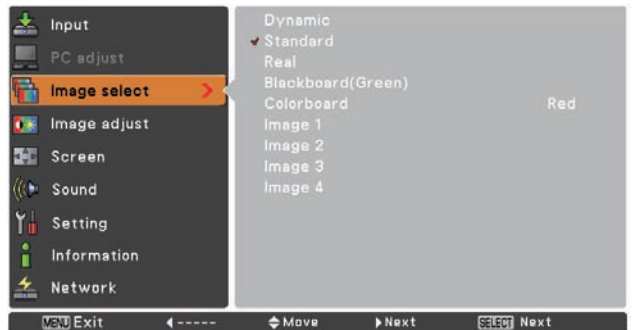 Input
PC adjust
Image select
Image adjust
Screen
Sound
Setting
Information
Network
Dynamic
Standard
Real
Blackboard(Green)
Colorboard Red
Image 1
Image 2
Image 3
Image 4
MENU Exit ----- Move Next SELECT Next